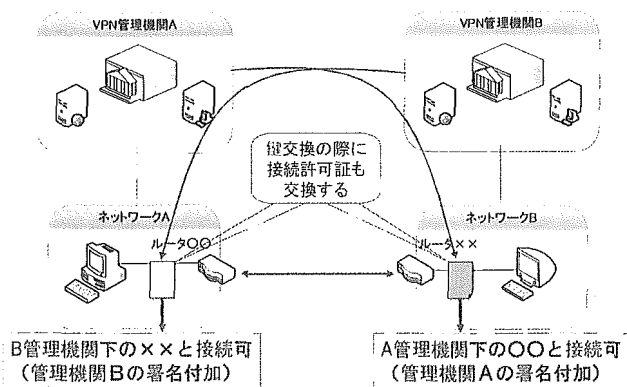 VPN管理機関A
VPN管理機関B
鍵交換の際に
接続許可証も
交換する
ネットワークA
ネットワークB
ルータ〇〇
ルータ××
B管理機関下の××と接続可
(管理機関Bの署名付加)
A管理機関下の〇〇と接続可
(管理機関Aの署名付加)